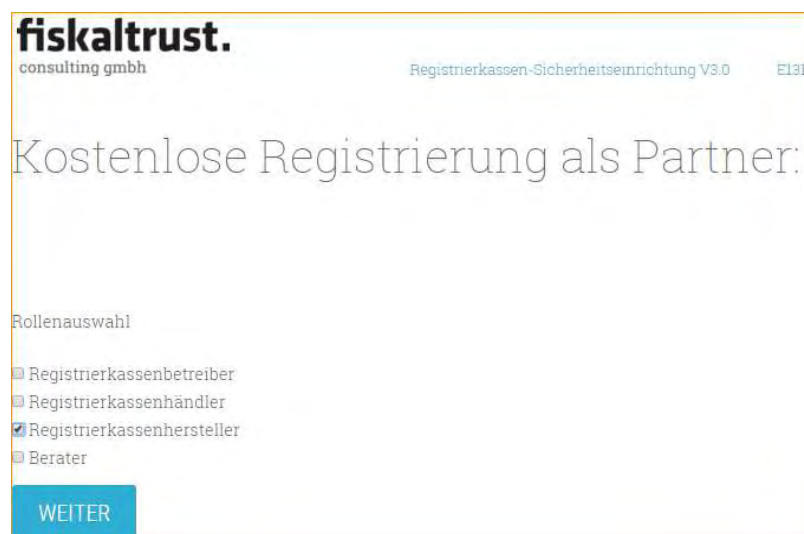 fiskaltrust.
consulting gmbh
Registrierkassen-Sicherheitseinrichtung V3.0
Kostenlose Registrierung als Partner:
Rollenauswahl
Registrierkassenbetreiber
Registrierkassenhändler
Registrierkassenhersteller
Berater
WEITER